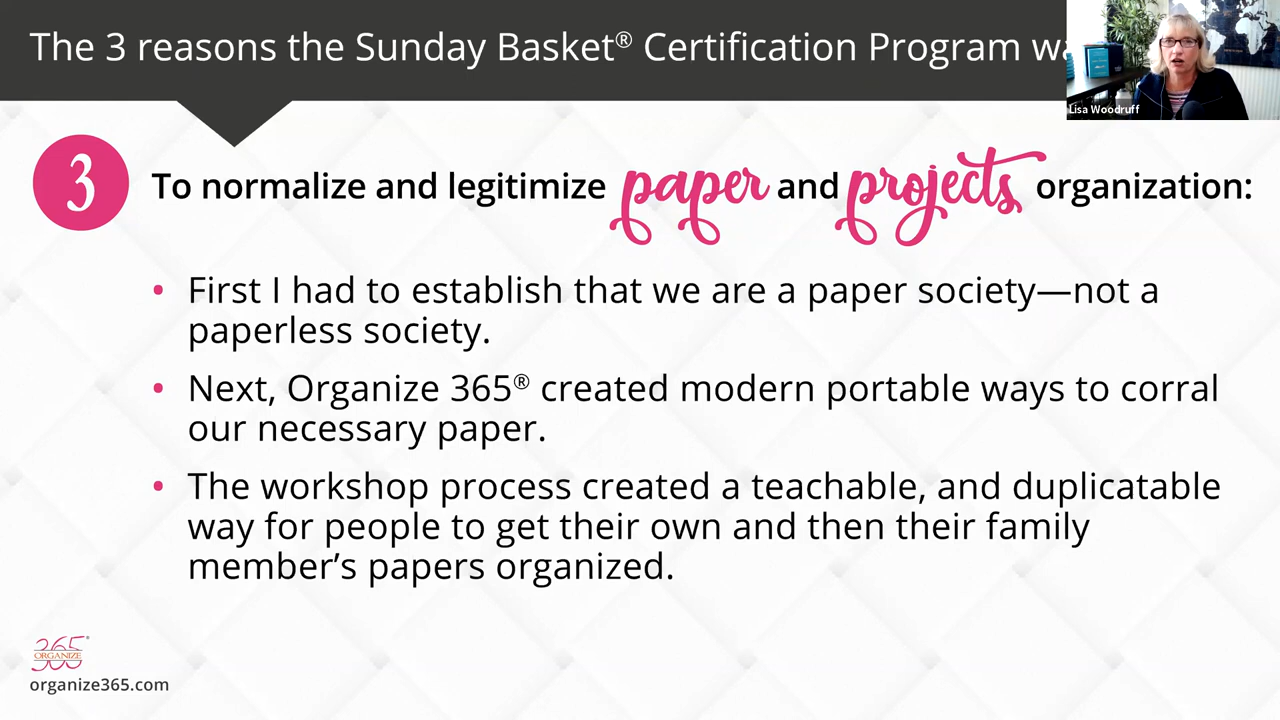 The 3 reasons the Sunday Basket® Certification Program
Lisa Woodruff
3
To normalize and legitimize paper and projects organization:
• First I had to establish that we are a paper society—not a
paperless society.
• Next, Organize 365® created modern portable ways to corral
our necessary paper.
• The workshop process created a teachable, and duplicatable
way for people to get their own and then their family
member’s papers organized.
365®
ORGANIZE
organize365.com